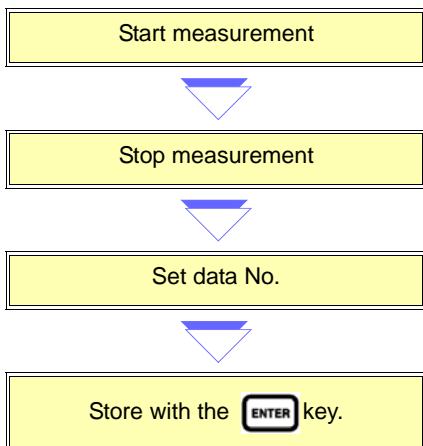 Start measurement
Stop measurement
Set data No.
Store with the ENTER key.